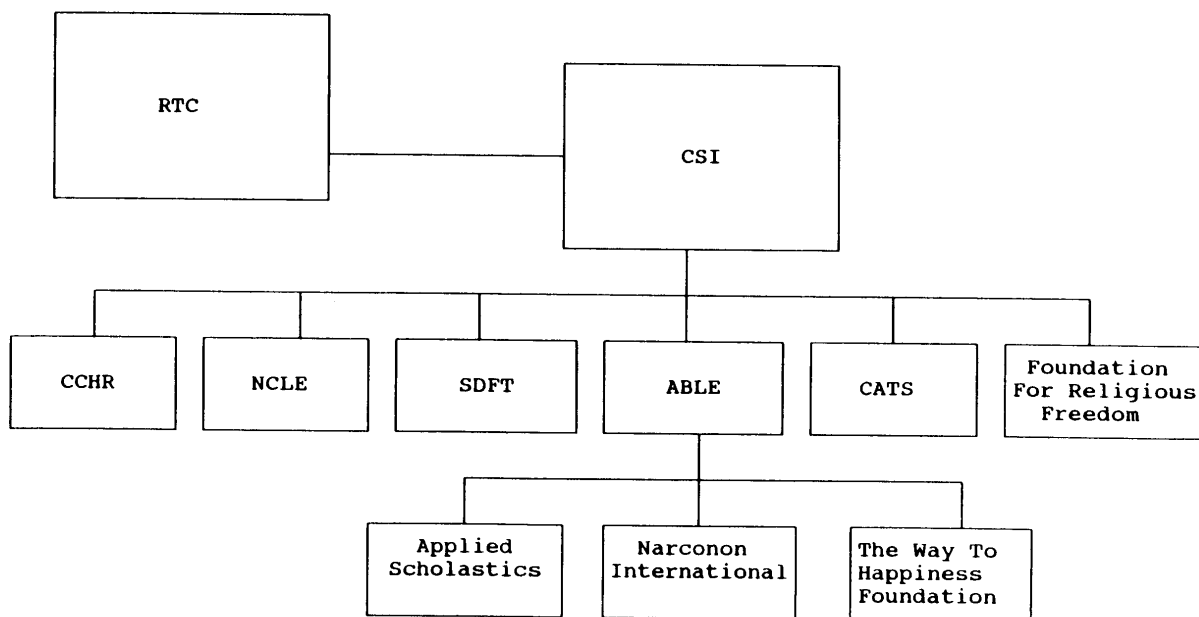 RTC
CSI
CCHR
NCLE
SDFT
ABLE
CATS
Foundation
For Religious
Freedom
Applied
Scholastics
Narconon
International
The Way To
Happiness
Foundation